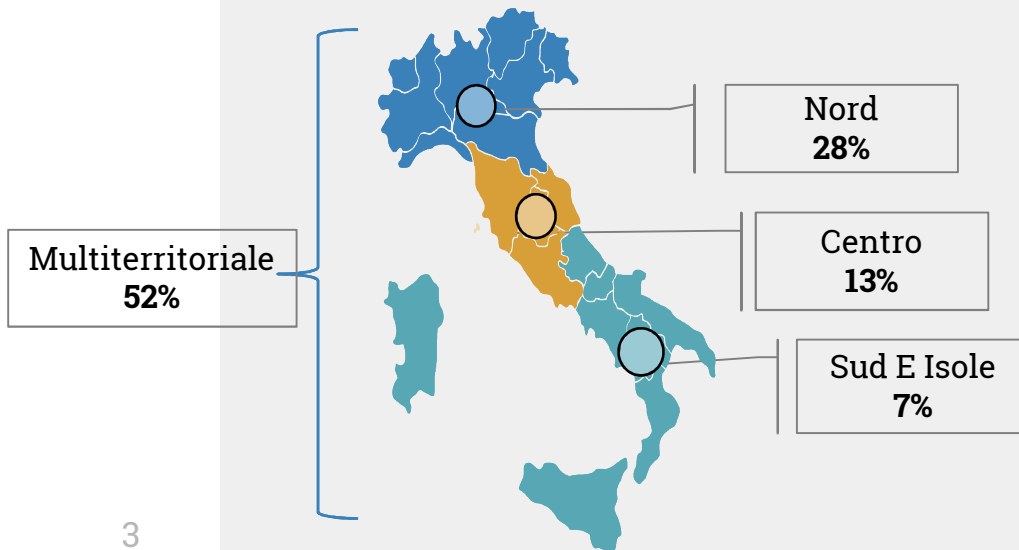 Nord
28%
Multiterritoriale
52%
Centro
13%
Sud E Isole
7%
3